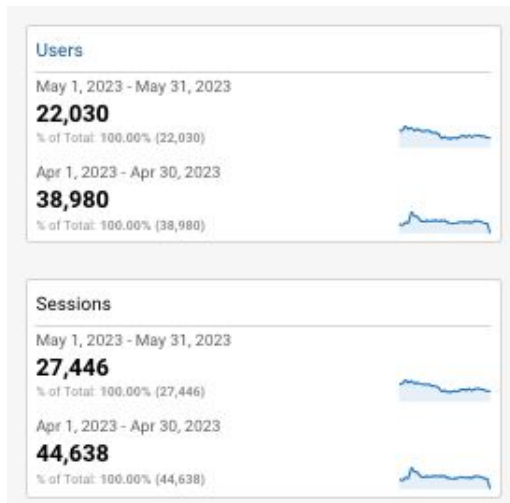 Users
May 1, 2023 - May 31, 2023
22,030
% of Total: 100.00% (22,030)
Apr 1, 2023 - Apr 30, 2023
38,980
% of Total: 100.00% (38,980)
Sessions
May 1, 2023 - May 31, 2023
27,446
% of Total: 100.00% (27,446)
Apr 1, 2023 - Apr 30, 2023
44,638
% of Total: 100.00% (44,638)